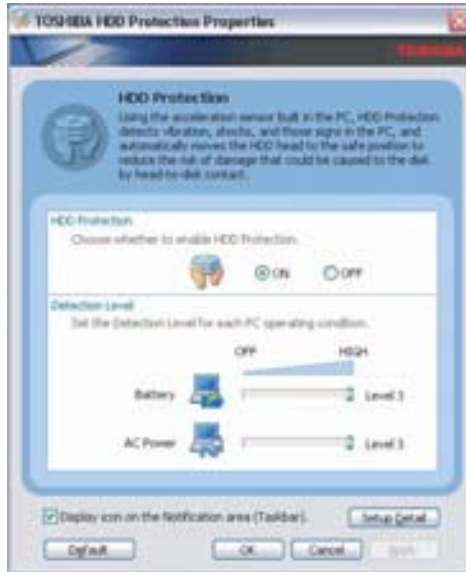 TOSHIBA HDD Protection Properties
TOSHIBA
HDD Protection
Using the acceleration sensor built in the PC, HDD Protection
detects vibration, shocks, and those signs in the PC, and
automatically moves the HDD head to the safe position to
reduce the risk of damage that could be caused to the disk
by head-to-disk contact.
HDD Protection
Choose whether to enable HDD Protection.
ON OFF
Detection Level
Set the Detection Level for each PC operating condition.
OFF HIGH
Battery Level 3
AC Power Level 3
Display icon on the Notification area (Taskbar). Setup Detail
Default OK Cancel Apply